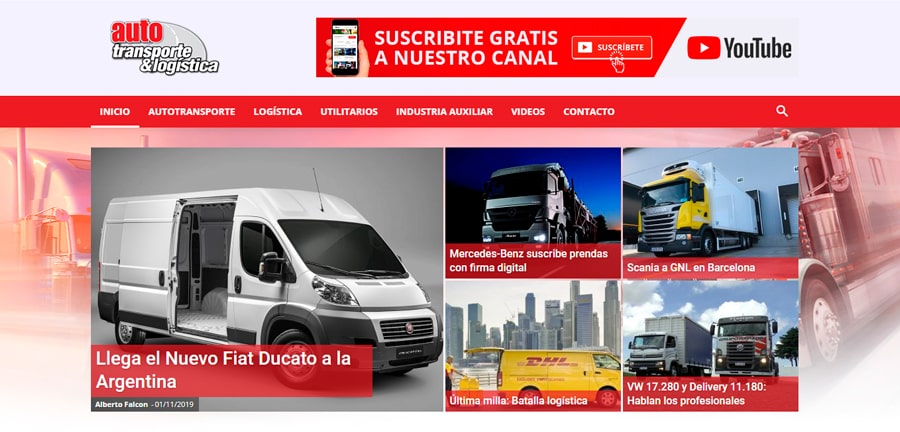 auto
transporte
&logística
SUSCRIBITE GRATIS
A NUESTRO CANAL
SUSCRÍBETE
YouTube
INICIO AUTOTRANSPORTE LOGÍSTICA UTILITARIOS INDUSTRIA AUXILIAR VIDEOS CONTACTO
Llega el Nuevo Fiat Ducato a la
Argentina
Alberto Falcon - 01/11/2019
Mercedes-Benz suscribe prendas
con firma digital
Scania a GNL en Barcelona
DHL
Última milla: Batalla logística
VW 17.280 y Delivery 11.180:
Hablan los profesionales